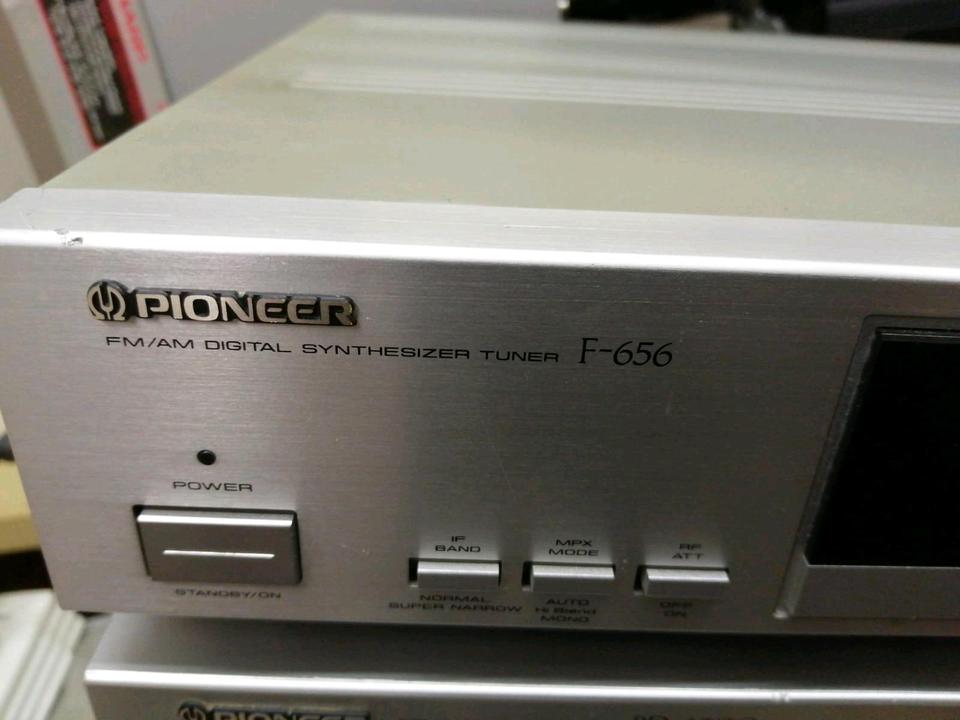 PIONEER
FM/AM DIGITAL SYNTHESIZER TUNER F-656
POWER
STANDBY/ON
IF
BAND
NORMAL
SUPER NARROW
MPX
MODE
AUTO
Hi Blend
MONO
RF
ATT
OFF
ON
PIONEER